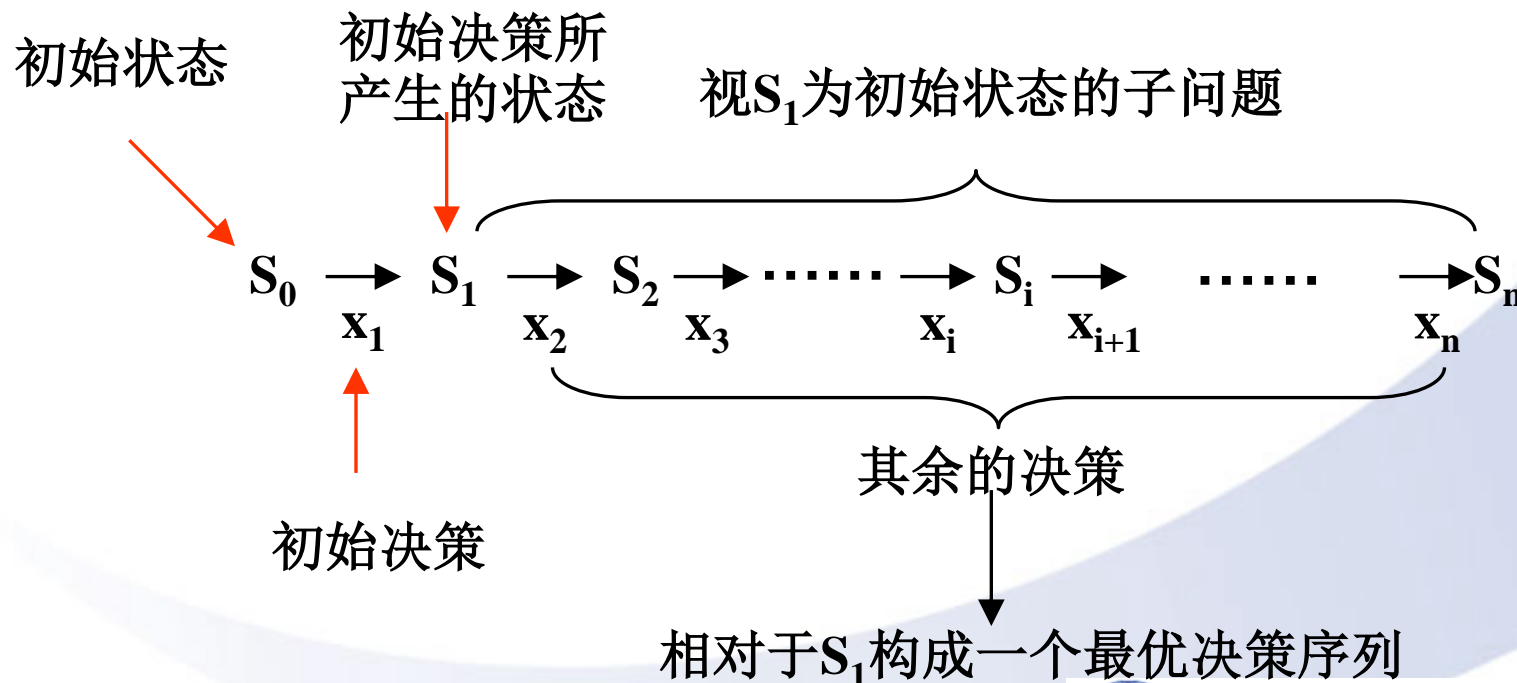 初始状态
初始决策所
产生的状态
视S₁为初始状态的子问题
S₀ → S₁ → S₂ → ······ → Sᵢ → ······ → Sₙ
x₁ x₂ x₃ xᵢ xᵢ₊₁ xₙ
其余的决策
初始决策
相对于S₁构成一个最优决策序列